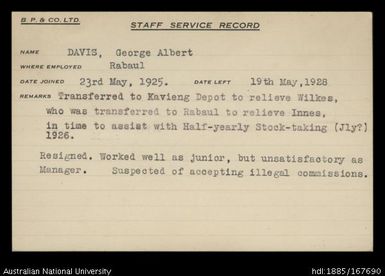 B. P. & CO. LTD.
STAFF SERVICE RECORD
NAME DAVIS, George Albert
WHERE EMPLOYED Rabaul
DATE JOINED 23rd May, 1925. DATE LEFT 19th May, 1928
REMARKS Transferred to Kavieng Depot to relieve Wilkes,
who was transferred to Rabaul to relieve Innes,
in time to assist with Half-yearly Stock-taking (Jly?)
1926.
Resigned. Worked well as junior, but unsatisfactory as
Manager. Suspected of accepting illegal commissions.
Australian National University
hdl:1885/167690